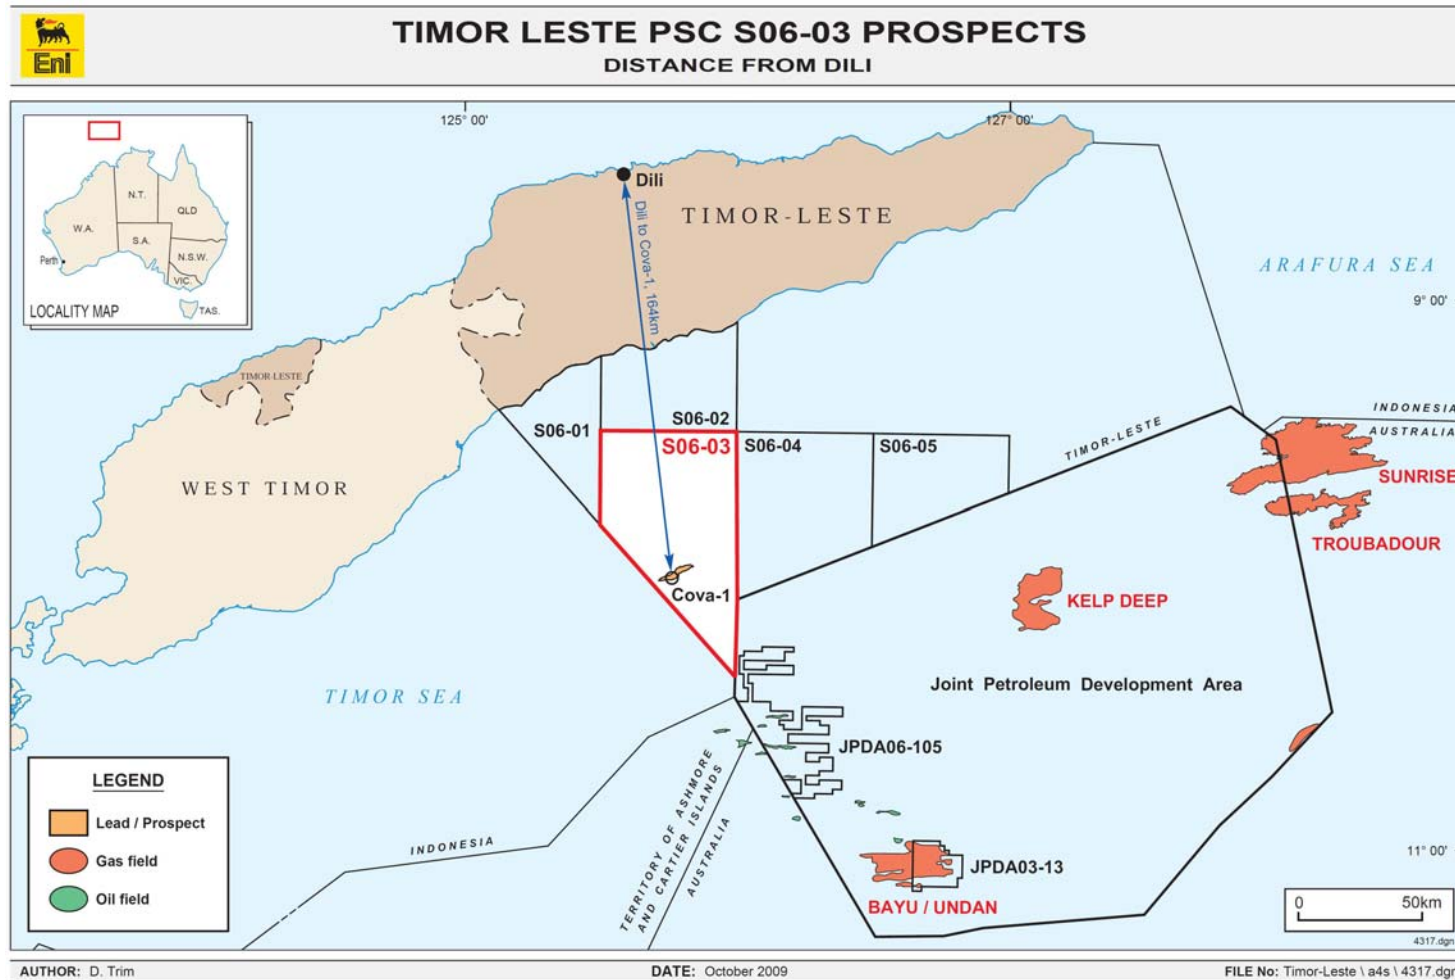 Eni
TIMOR LESTE PSC S06-03 PROSPECTS
DISTANCE FROM DILI
125° 00'
127° 00'
N.T.
QLD
W.A.
S.A.
N.S.W.
Perth
VIC.
TAS.
LOCALITY MAP
Dili
Dili to Cova-1, 164km
TIMOR-LESTE
ARAFURA SEA
9° 00'
TIMOR-LESTE
INDONESIA
AUSTRALIA
TIMOR-LESTE
S06-01
S06-02
S06-03
S06-04
S06-05
SUNRISE
WEST TIMOR
TROUBADOUR
Cova-1
KELP DEEP
TIMOR SEA
Joint Petroleum Development Area
JPDA06-105
LEGEND
Lead / Prospect
Gas field
Oil field
INDONESIA
TERRITORY OF ASHMORE
AND CARTIER ISLANDS
AUSTRALIA
11° 00'
JPDA03-13
BAYU / UNDAN
0 50km
4317.dgn
AUTHOR: D. Trim
DATE: October 2009
FILE No: Timor-Leste \ a4s \ 4317.dgn